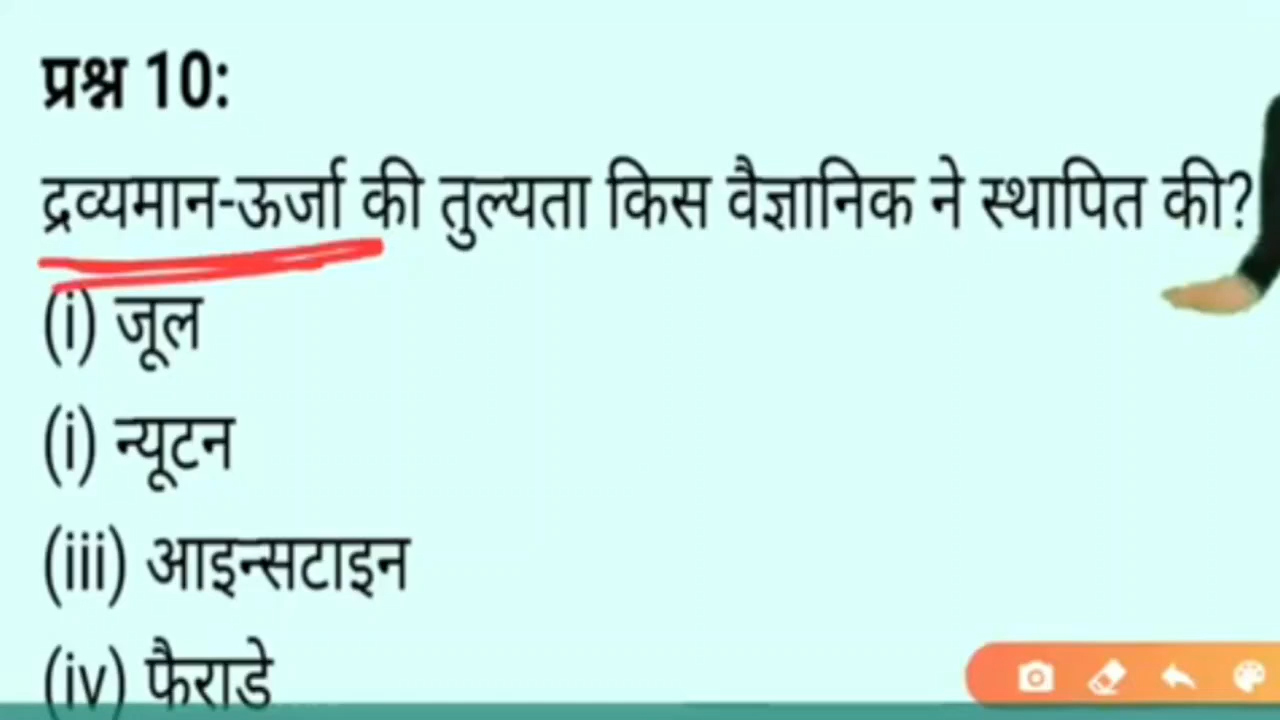 प्रश्न 10:
द्रव्यमान-ऊर्जा की तुल्यता किस वैज्ञानिक ने स्थापित की?
(i) जूल
(i) न्यूटन
(iii) आइन्सटाइन
(iv) फैराडे